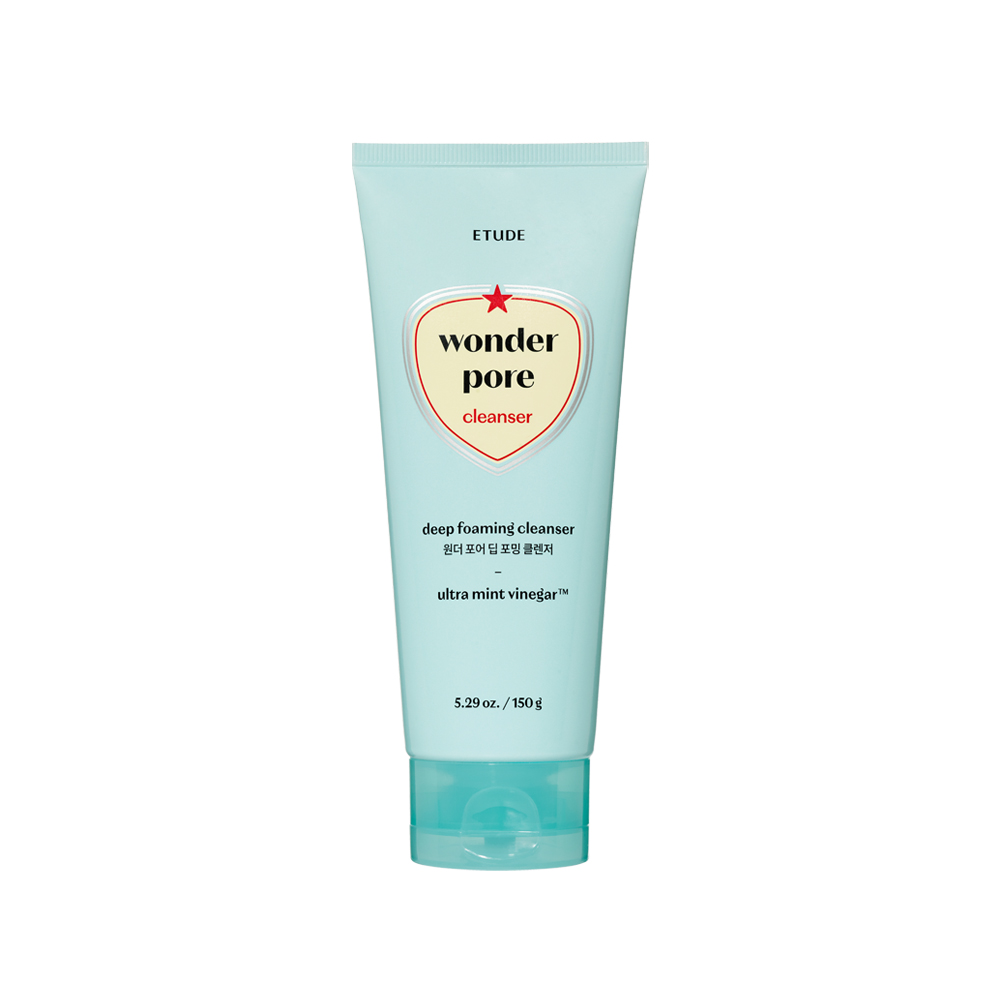 ETUDE
wonder
pore
cleanser
deep foaming cleanser
원더 포어 딥 포밍 클렌저
–
ultra mint vinegar™
5.29 oz. / 150 g